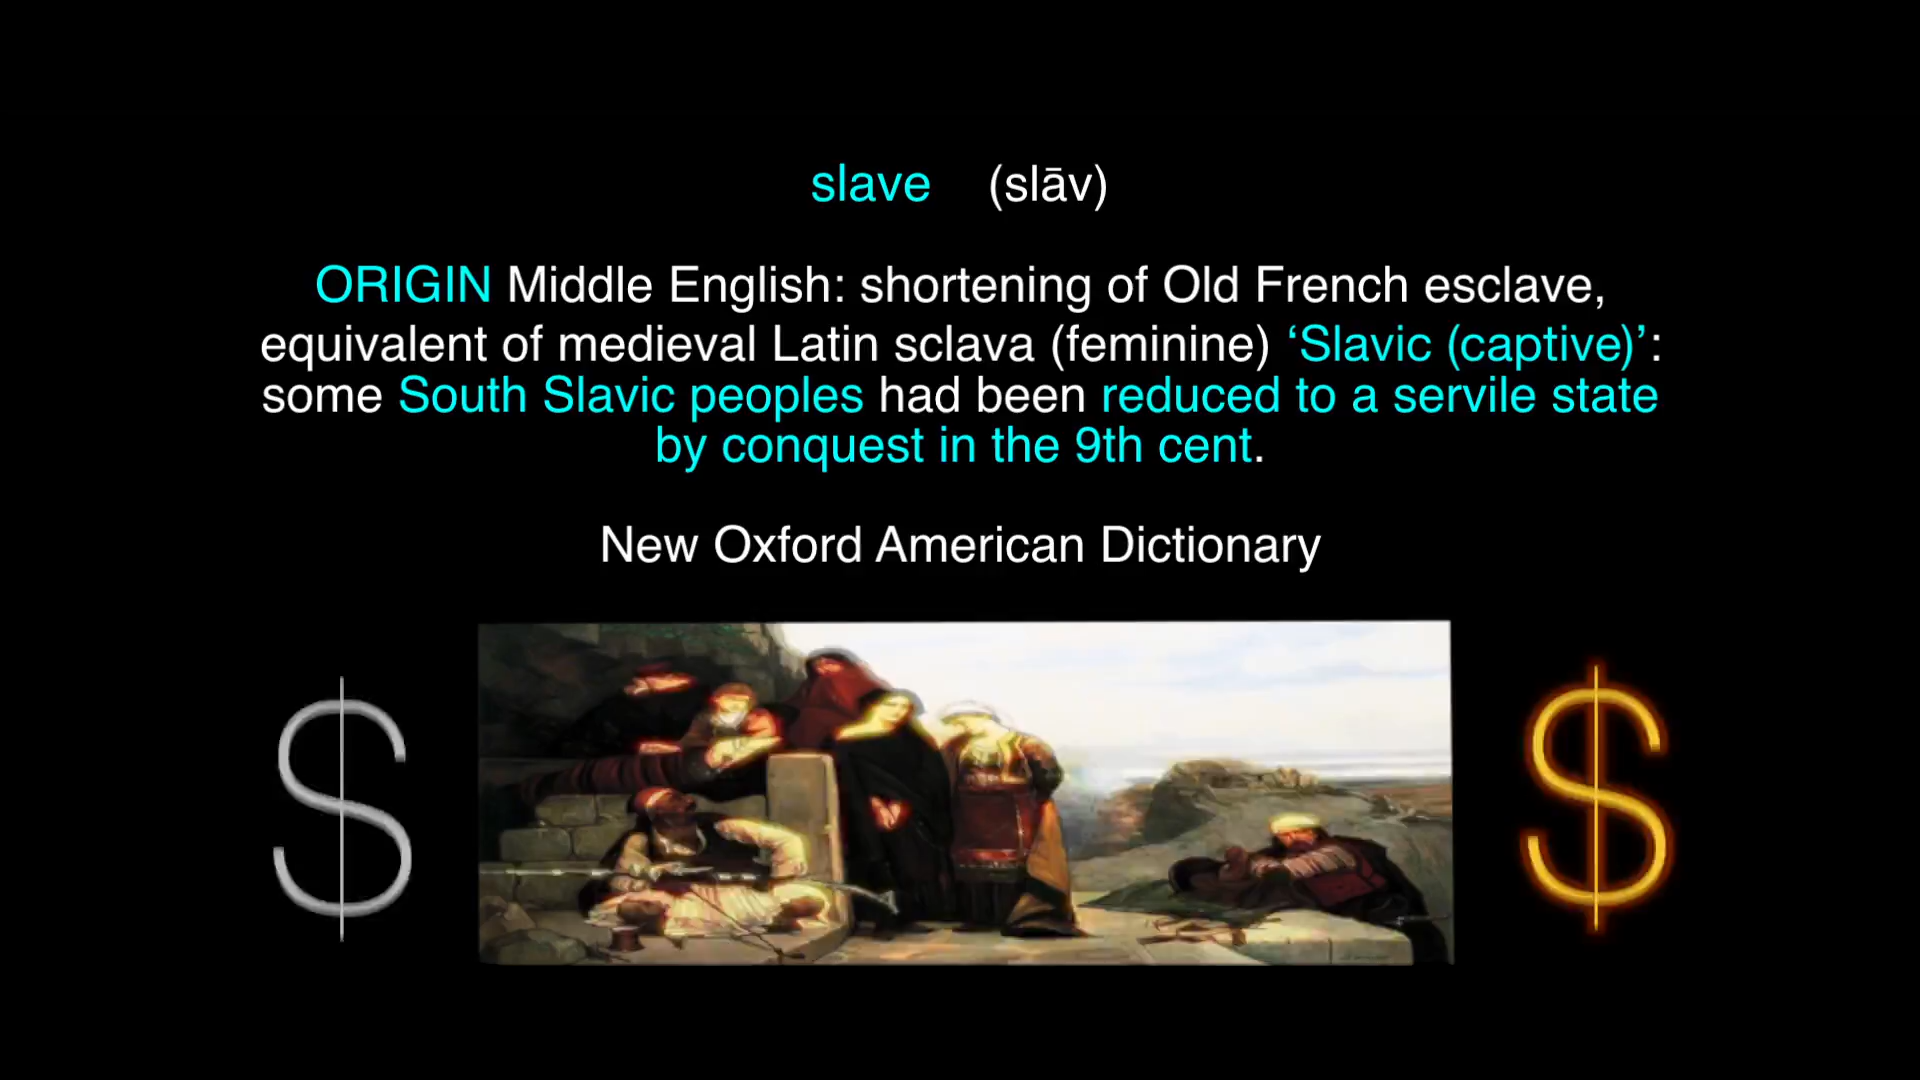 slave (slāv)
ORIGIN Middle English: shortening of Old French esclave,
equivalent of medieval Latin sclava (feminine) ‘Slavic (captive)’:
some South Slavic peoples had been reduced to a servile state
by conquest in the 9th cent.
New Oxford American Dictionary
$ $